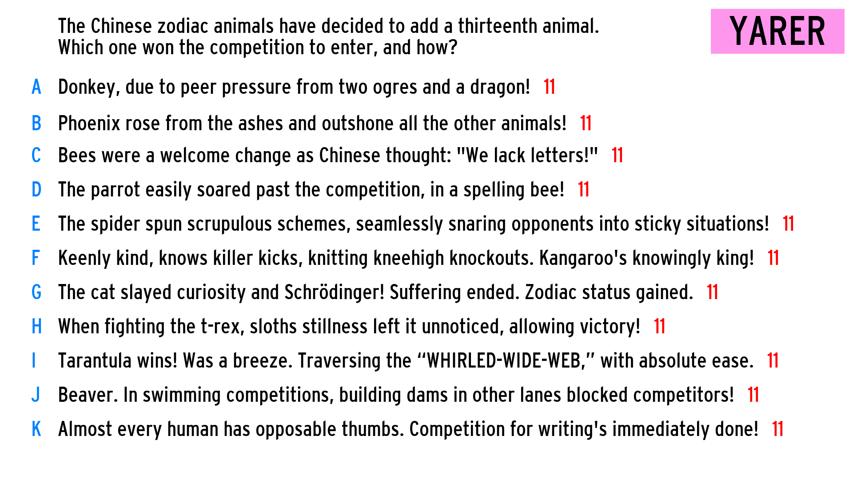 The Chinese zodiac animals have decided to add a thirteenth animal.
Which one won the competition to enter, and how?
YARER
A Donkey, due to peer pressure from two ogres and a dragon! 11
B Phoenix rose from the ashes and outshone all the other animals! 11
C Bees were a welcome change as Chinese thought: "We lack letters!" 11
D The parrot easily soared past the competition, in a spelling bee! 11
E The spider spun scrupulous schemes, seamlessly snaring opponents into sticky situations! 11
F Keenly kind, knows killer kicks, knitting kneehigh knockouts. Kangaroo's knowingly king! 11
G The cat slayed curiosity and Schrödinger! Suffering ended. Zodiac status gained. 11
H When fighting the t-rex, sloths stillness left it unnoticed, allowing victory! 11
I Tarantula wins! Was a breeze. Traversing the “WHIRLED-WIDE-WEB,” with absolute ease. 11
J Beaver. In swimming competitions, building dams in other lanes blocked competitors! 11
K Almost every human has opposable thumbs. Competition for writing's immediately done! 11